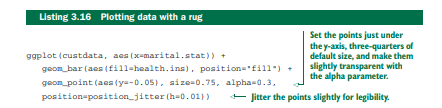 Listing 3.16 Plotting data with a rug
Set the points just under
the y-axis, three-quarters of
default size, and make them
slightly transparent with
the alpha parameter.
ggplot(custdata, aes(x=marital.stat)) +
geom_bar(aes(fill=health.ins), position="fill") +
geom_point(aes(y=-0.05), size=0.75, alpha=0.3,
position=position_jitter(h=0.01))
Jitter the points slightly for legibility.